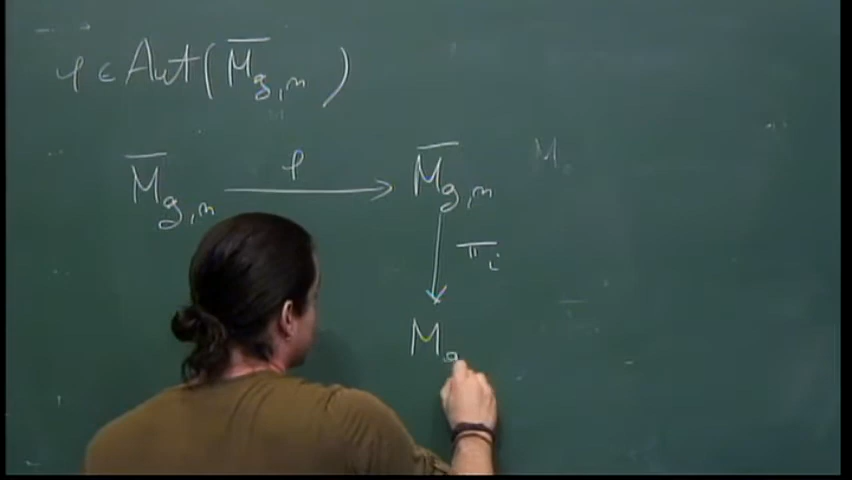 φ ∈ Aut(M̅_{g,n})
M̅_{g,n} —φ→ M̅_{g,n}
π_i
M_g